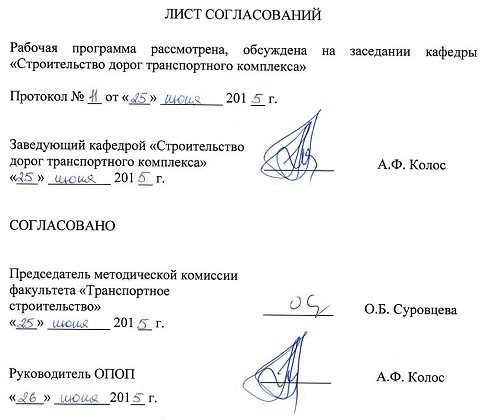 ЛИСТ СОГЛАСОВАНИЙ
Рабочая программа рассмотрена, обсуждена на заседании кафедры
«Строительство дорог транспортного комплекса»
Протокол № 11 от «25» июня 2015 г.
Заведующий кафедрой «Строительство
дорог транспортного комплекса» А.Ф. Колос
«25» июня 2015 г.
СОГЛАСОВАНО
Председатель методической комиссии
факультета «Транспортное
строительство» О.Б. Суровцева
«25» июня 2015 г.
Руководитель ОПОП А.Ф. Колос
«26» июня 2015 г.